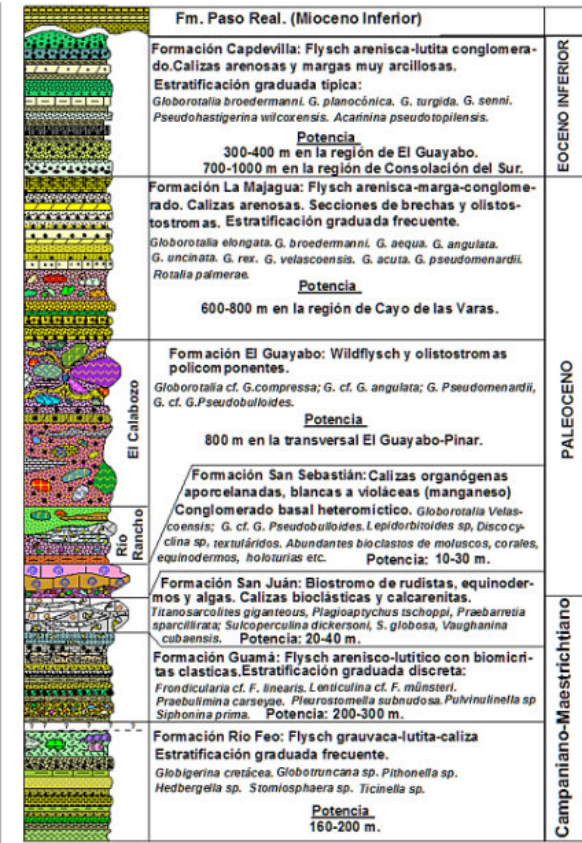 Fm. Paso Real. (Mioceno Inferior)
Formación Capdevilla: Flysch arenisca-lutita conglomera-
do.Calizas arenosas y margas muy arcillosas.
Estratificación graduada típica:
Globorotalia broedermanni. G. planocônica. G. turgida. G. senni.
Pseudohastigerina wilcoxensis. Acarinina pseudotopilensis.
Potencia
300-400 m en la región de El Guayabo.
700-1000 m en la región de Consolación del Sur.
EOCENO INFERIOR
Formación La Majagua: Flysch arenisca-marga-conglome-
rado. Calizas arenosas. Secciones de brechas y olistos-
tostromas. Estratificación graduada frecuente.
Globorotalia elongata. G. broedermanni. G. aequa. G. angulata.
G. uncinata. G. rex. G. velascoensis. G. acuta. G. pseudomenardii.
Rotalia palmerae.
Potencia
600-800 m en la región de Cayo de las Varas.
Formación El Guayabo: Wildflysch y olistostromas
policomponentes.
Globorotalia cf. G.compressa; G. cf. G. angulata; G. Pseudomenardii,
G. cf. G.Pseudobulloides.
Potencia
800 m en la transversal El Guayabo-Pinar.
El Calabozo
PALEOCENO
Formación San Sebastián: Calizas organógenas
aporcelanadas, blancas a violáceas (manganeso)
Conglomerado basal heteromíctico. Globorotalia Velas-
coensis; G. cf. G. Pseudobulloides. Lepidorbitoides sp, Discocy-
clina sp, textuláridos. Abundantes bioclastos de moluscos, corales,
equinodermos, holoturias etc. Potencia: 10-30 m.
Río
Rancho
Formación San Juán: Biostromo de rudistas, equinoder-
mos y algas. Calizas bioclásticas y calcarenitas.
Titanosarcolites giganteous, Plagioaptychus tschoppi, Praebarretia
sparcillirata; Sulcoperculina dickersoni, S. globosa, Vaughanina
cubaensis. Potencia: 20-40 m.
Formación Guamá: Flysch arenisco-lutítico con biomicri-
tas clasticas.Estratificación graduada discreta:
Frondicularia cf. F. linearis. Lenticulina cf. F. münsteri.
Praebulimina carseyae. Pleurostomella subnudosa. Pulvinulinella sp
Siphonina prima. Potencia: 200-300 m.
Formación Río Feo: Flysch grauvaca-lutita-caliza
Estratificación graduada frecuente.
Globigerina cretácea. Globotruncana sp. Pithonella sp.
Hedbergella sp. Stomiosphaera sp. Ticinella sp.
Potencia
160-200 m.
Campaniano-Maestrichtiano